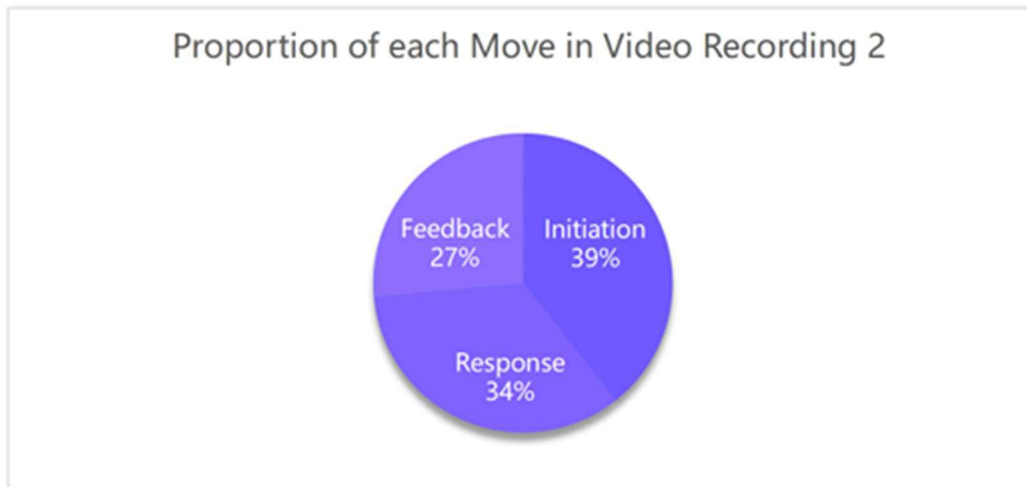 Proportion of each Move in Video Recording 2
Feedback
27%
Initiation
39%
Response
34%